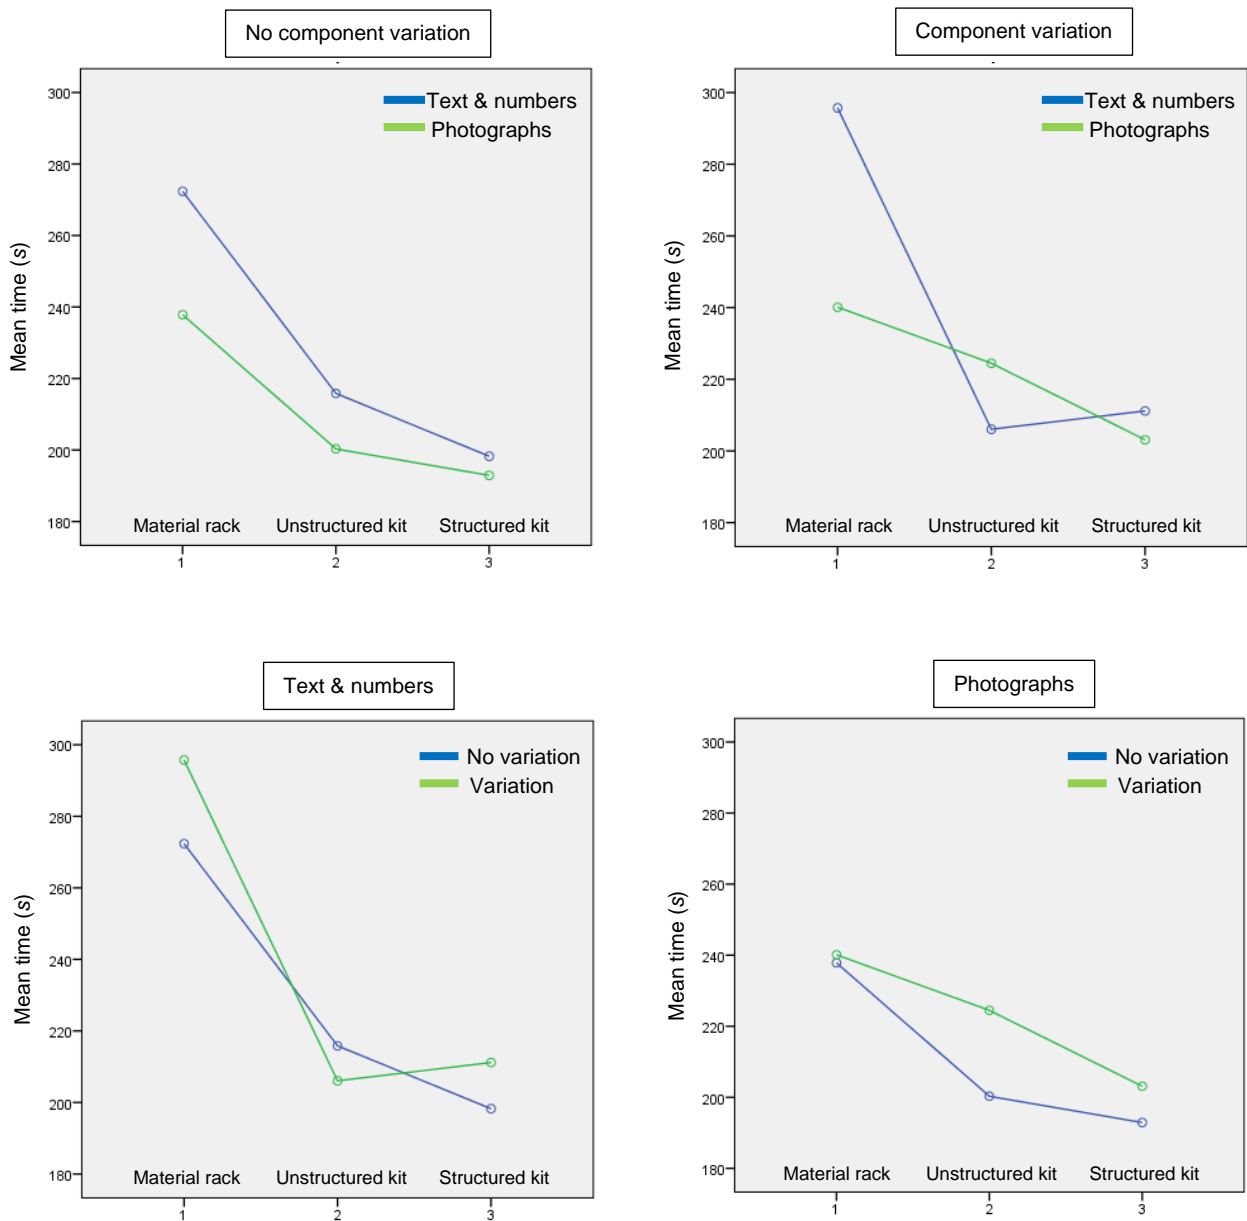 No component variation
300
280
260
240
220
200
180
Mean time (s)
Text & numbers
Photographs
Material rack
Unstructured kit
Structured kit
1
2
3
Component variation
300
280
260
240
220
200
180
Mean time (s)
Text & numbers
Photographs
Material rack
Unstructured kit
Structured kit
1
2
3
Text & numbers
300
280
260
240
220
200
180
Mean time (s)
No variation
Variation
Material rack
Unstructured kit
Structured kit
1
2
3
Photographs
300
280
260
240
220
200
180
Mean time (s)
No variation
Variation
Material rack
Unstructured kit
Structured kit
1
2
3